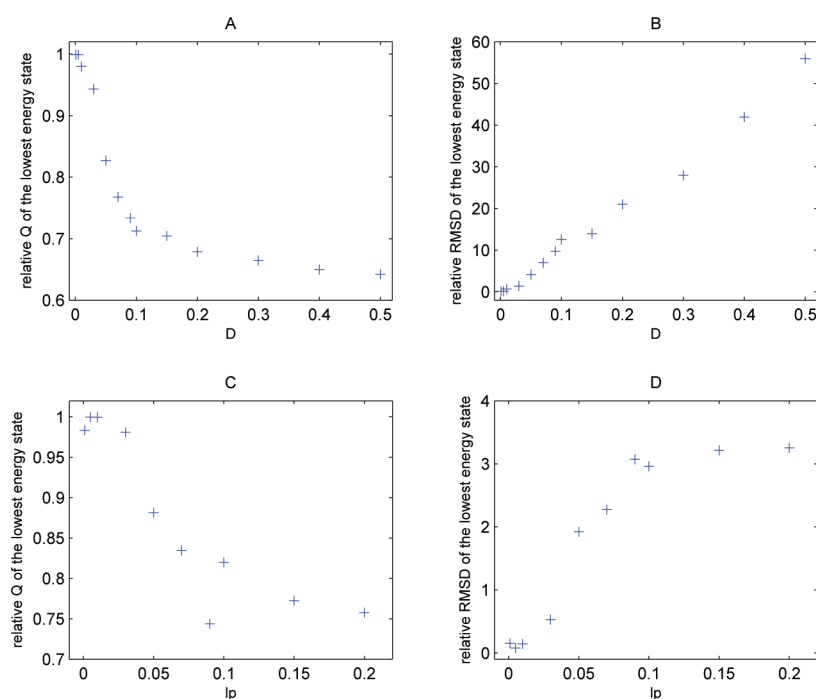 A
relative Q of the lowest energy state
1
0.9
0.8
0.7
0.6
0 0.1 0.2 0.3 0.4 0.5
D
B
relative RMSD of the lowest energy state
60
50
40
30
20
10
0
0 0.1 0.2 0.3 0.4 0.5
D
C
relative Q of the lowest energy state
1
0.95
0.9
0.85
0.8
0.75
0.7
0 0.05 0.1 0.15 0.2
lp
D
relative RMSD of the lowest energy state
4
3
2
1
0
0 0.05 0.1 0.15 0.2
lp